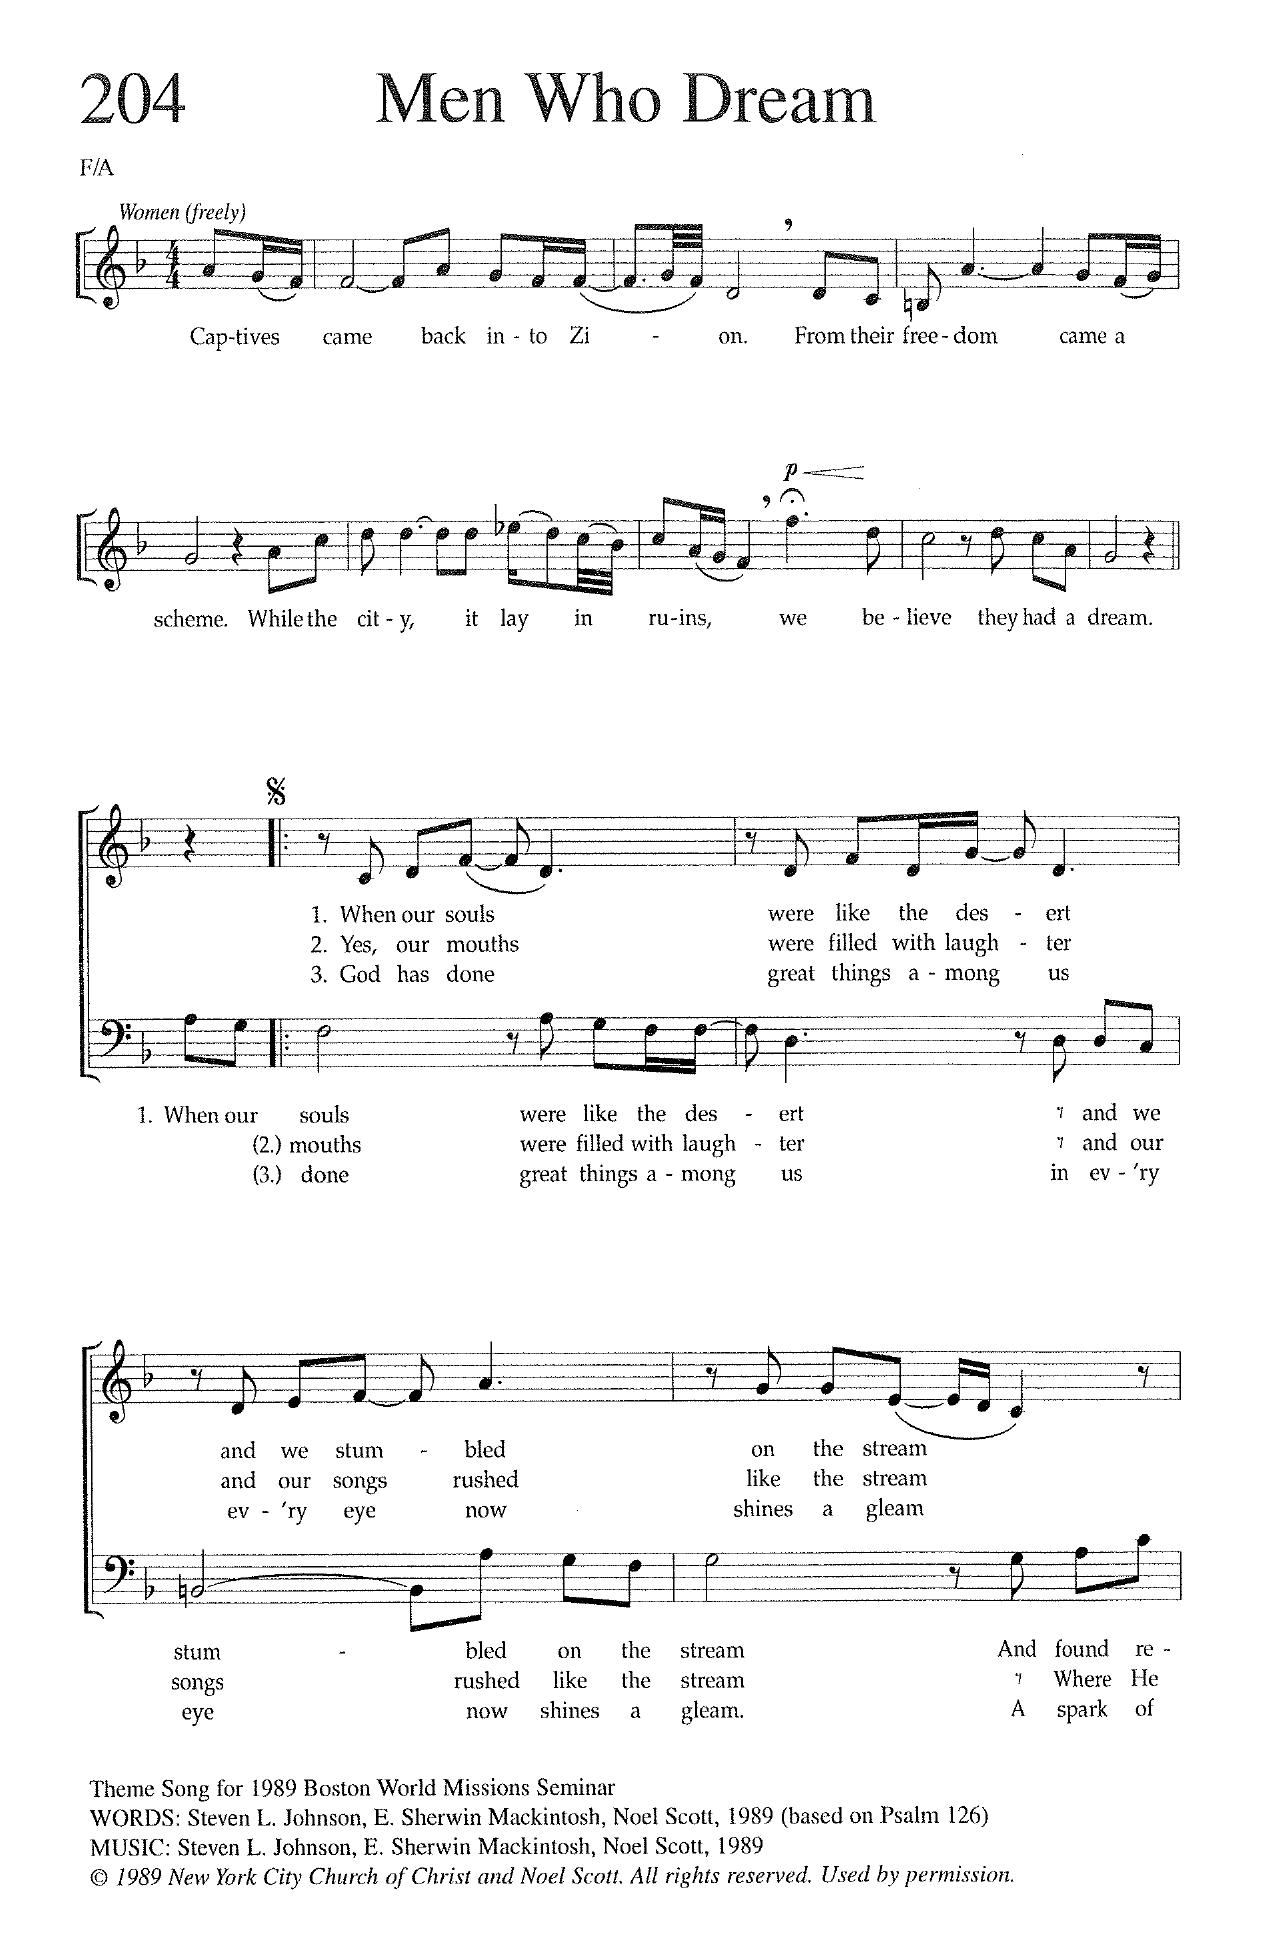 204 Men Who Dream
F/A
Women (freely)
Cap-tives came back in - to Zi - on. From their free - dom came a
p
scheme. While the cit - y, it lay in ru-ins, we be - lieve they had a dream.
1. When our souls were like the des - ert
2. Yes, our mouths were filled with laugh - ter
3. God has done great things a - mong us
1. When our souls were like the des - ert and we
(2.) mouths were filled with laugh - ter and our
(3.) done great things a - mong us in ev - 'ry
and we stum - bled on the stream
and our songs rushed like the stream
ev - 'ry eye now shines a gleam
stum - bled on the stream And found re -
songs rushed like the stream Where He
eye now shines a gleam. A spark of
Theme Song for 1989 Boston World Missions Seminar
WORDS: Steven L. Johnson, E. Sherwin Mackintosh, Noel Scott, 1989 (based on Psalm 126)
MUSIC: Steven L. Johnson, E. Sherwin Mackintosh, Noel Scott, 1989
© 1989 New York City Church of Christ and Noel Scott. All rights reserved. Used by permission.